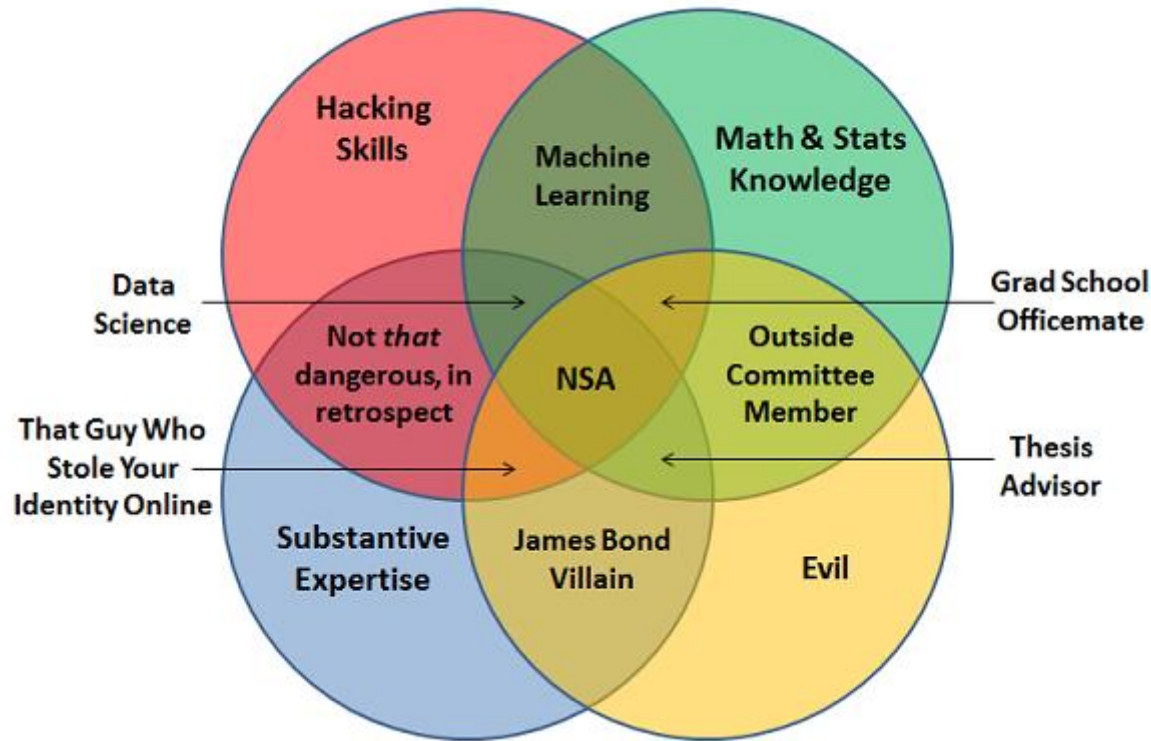 Hacking
Skills
Math & Stats
Knowledge
Machine
Learning
Data
Science
Grad School
Officemate
Not that
dangerous, in
retrospect
NSA
Outside
Committee
Member
That Guy Who
Stole Your
Identity Online
Thesis
Advisor
Substantive
Expertise
James Bond
Villain
Evil